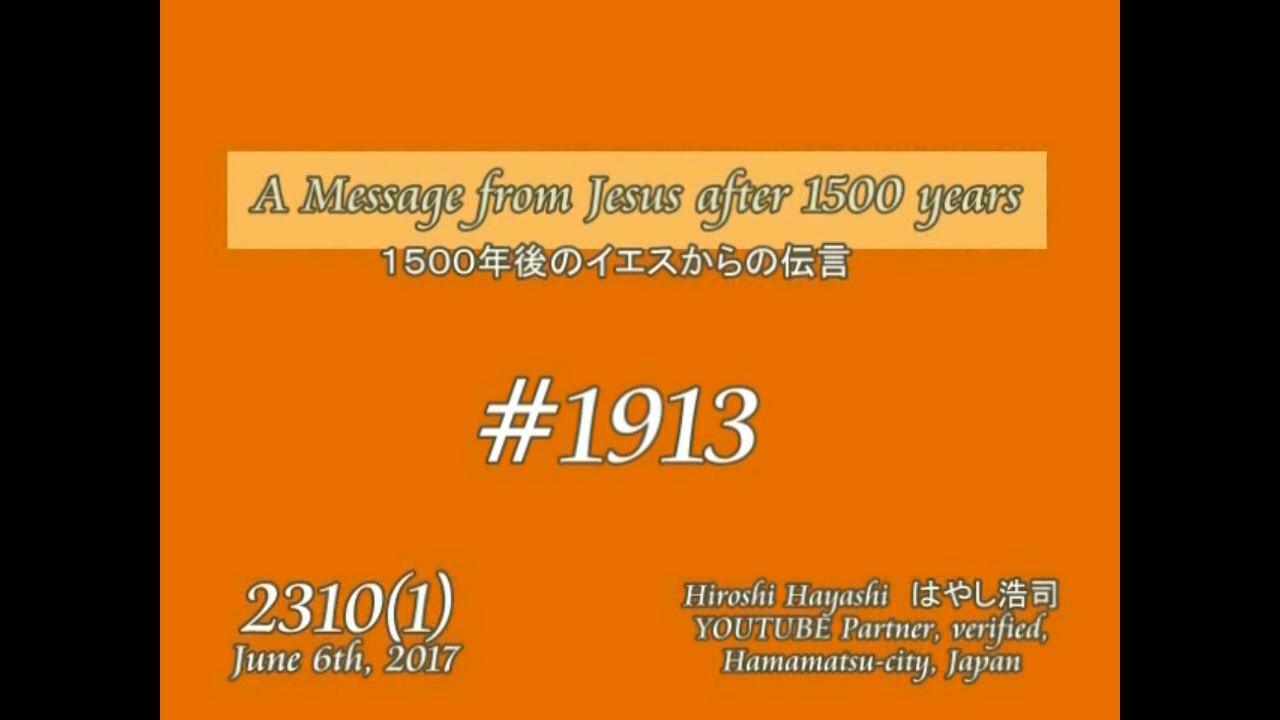 A Message from Jesus after 1500 years
1500年後のイエスからの伝言
#1913
2310(1)
June 6th, 2017
Hiroshi Hayashi はやし浩司
YOUTUBE Partner, verified,
Hamamatsu-city, Japan